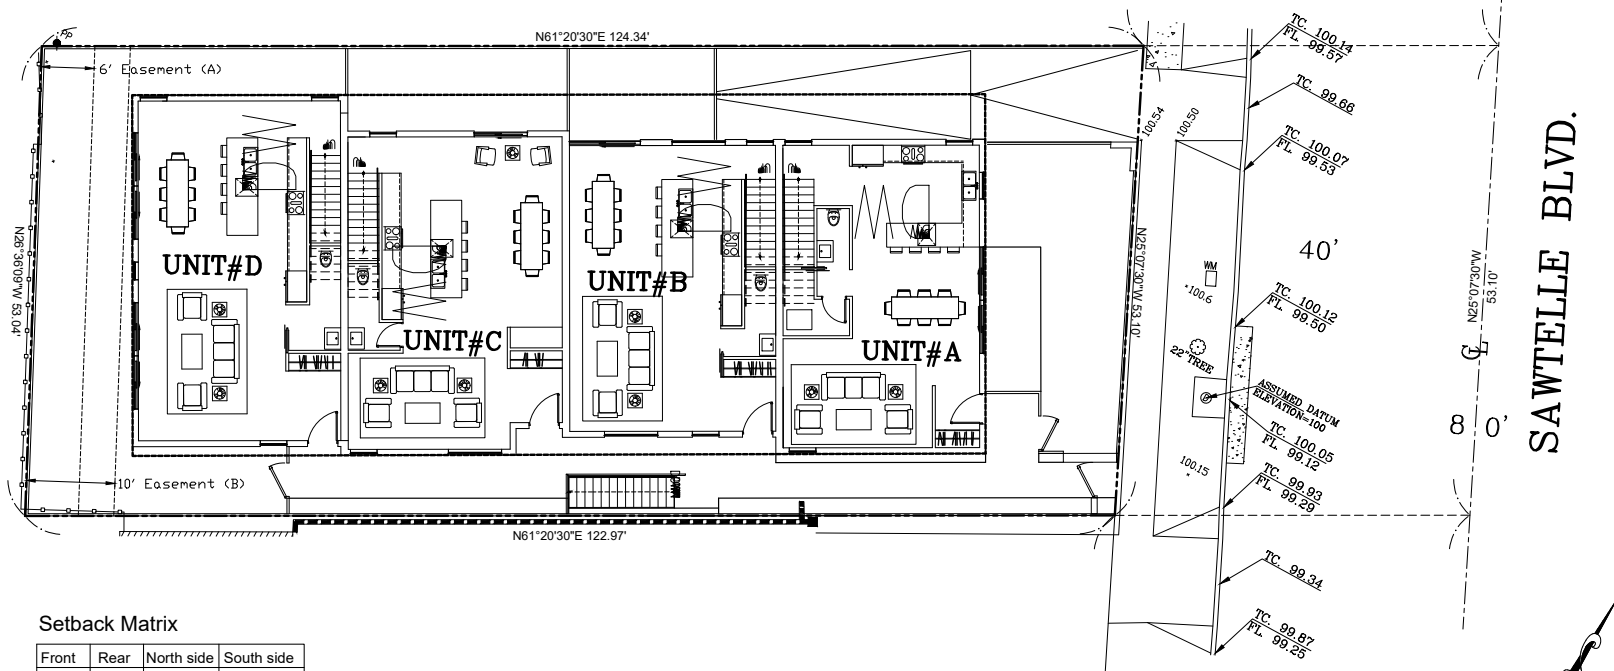 PP
N61°20'30"E 124.34'
6' Easement (A)
TC. 100.14
FL. 99.57
TC. 99.66
100.54
100.50
TC. 100.07
FL. 99.53
SAWTELLE BLVD.
N26°36'09"W 53.04'
N25°07'30"W 53.10'
40'
N25°07'30"W
53.10'
UNIT#D
UNIT#C
UNIT#B
UNIT#A
WM
100.6
TC. 100.12
FL. 99.50
22"TREE
CL
ASSUMED DATUM
ELEVATION=100
80'
TC. 100.05
FL. 99.12
100.15
TC. 99.93
FL. 99.29
10' Easement (B)
N61°20'30"E 122.97'
TC. 99.34
TC. 99.87
FL. 99.25
Setback Matrix
Front Rear North side South side